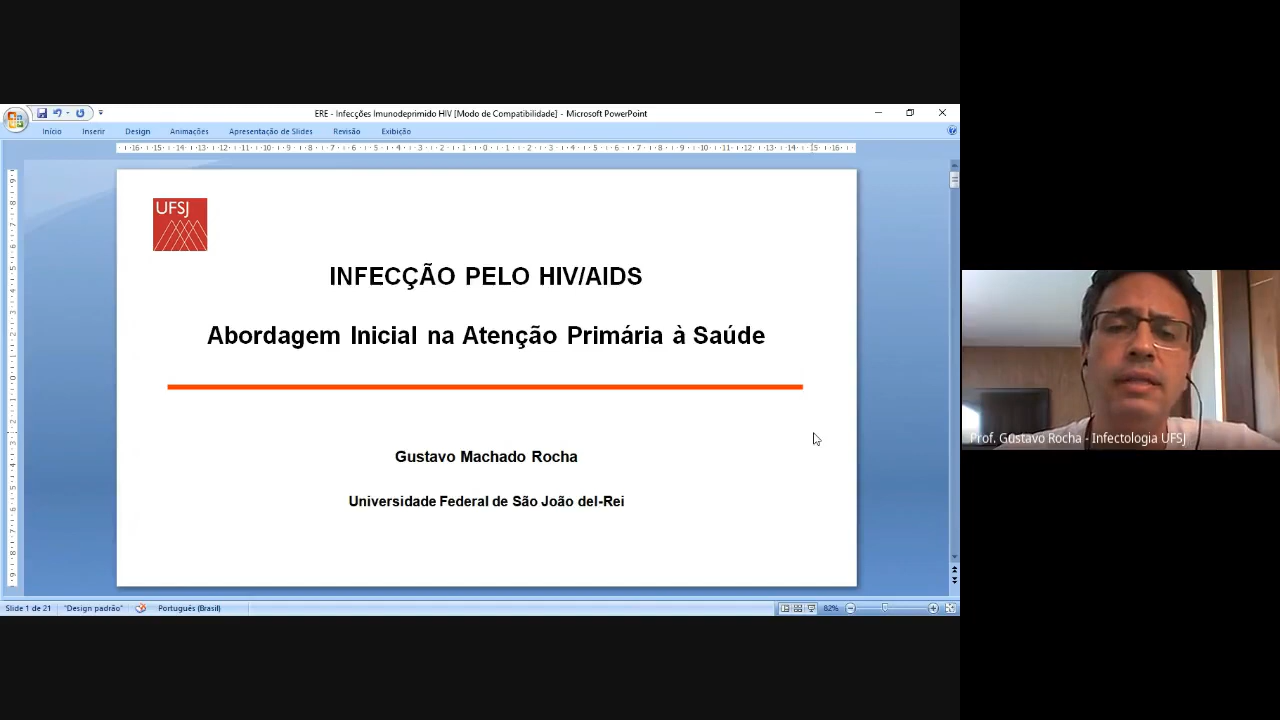 ERE - Infecções Imunodeprimido HIV [Modo de Compatibilidade] - Microsoft PowerPoint
Início Inserir Design Animações Apresentação de Slides Revisão Exibição
UFSJ
INFECÇÃO PELO HIV/AIDS
Abordagem Inicial na Atenção Primária à Saúde
Gustavo Machado Rocha
Universidade Federal de São João del-Rei
Prof. Gustavo Rocha - Infectologia UFSJ
Slide 1 de 21 "Design padrão" Português (Brasil) 82%